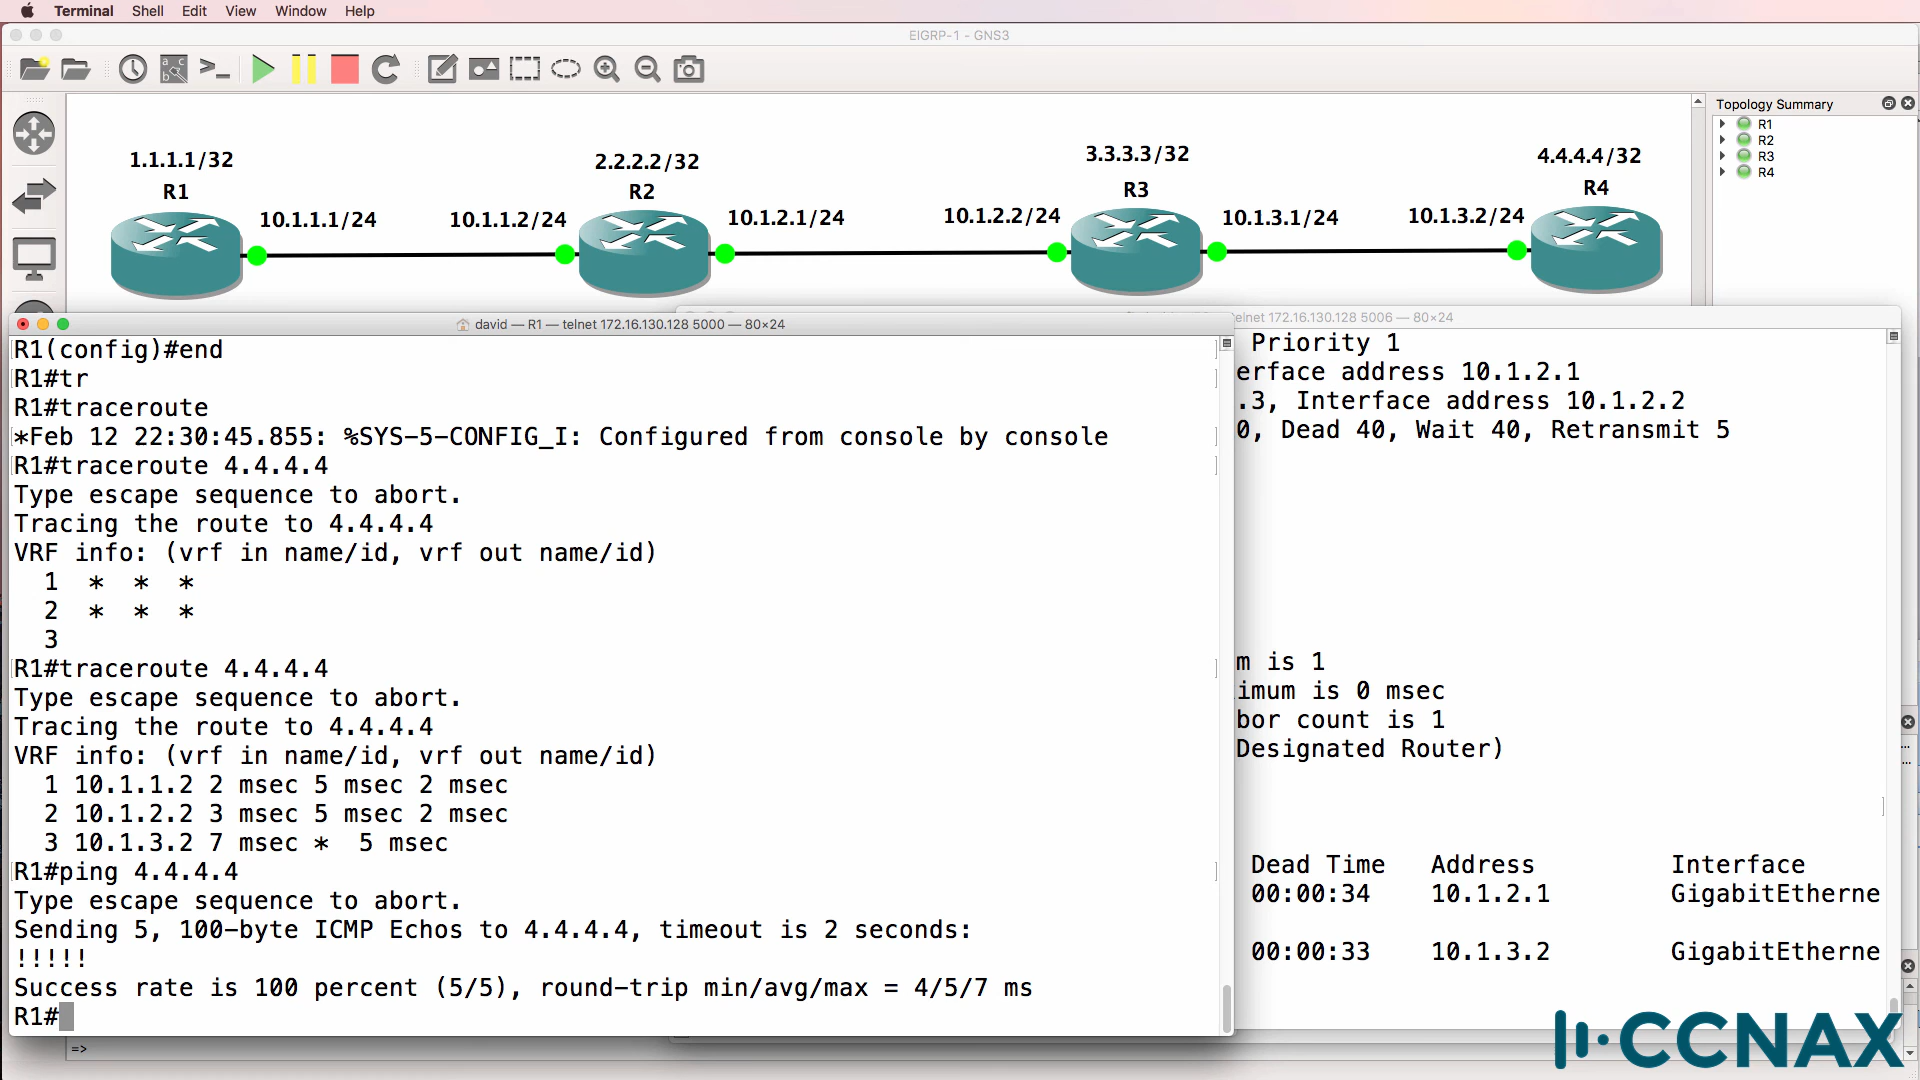 Terminal Shell Edit View Window Help
EIGRP-1 - GNS3
Topology Summary
R1
R2
R3
R4
1.1.1.1/32
R1
2.2.2.2/32
R2
3.3.3.3/32
R3
4.4.4.4/32
R4
10.1.1.1/24
10.1.1.2/24
10.1.2.1/24
10.1.2.2/24
10.1.3.1/24
10.1.3.2/24
david — R1 — telnet 172.16.130.128 5000 — 80×24
R1(config)#end
R1#tr
R1#traceroute
*Feb 12 22:30:45.855: %SYS-5-CONFIG_I: Configured from console by console
R1#traceroute 4.4.4.4
Type escape sequence to abort.
Tracing the route to 4.4.4.4
VRF info: (vrf in name/id, vrf out name/id)
1 * * *
2 * * *
3
R1#traceroute 4.4.4.4
Type escape sequence to abort.
Tracing the route to 4.4.4.4
VRF info: (vrf in name/id, vrf out name/id)
1 10.1.1.2 2 msec 5 msec 2 msec
2 10.1.2.2 3 msec 5 msec 2 msec
3 10.1.3.2 7 msec * 5 msec
R1#ping 4.4.4.4
Type escape sequence to abort.
Sending 5, 100-byte ICMP Echos to 4.4.4.4, timeout is 2 seconds:
!!!!!
Success rate is 100 percent (5/5), round-trip min/avg/max = 4/5/7 ms
R1#
=>
elnet 172.16.130.128 5006 — 80×24
Priority 1
erface address 10.1.2.1
.3, Interface address 10.1.2.2
0, Dead 40, Wait 40, Retransmit 5
m is 1
imum is 0 msec
bor count is 1
Designated Router)
Dead Time Address Interface
00:00:34 10.1.2.1 GigabitEtherne
00:00:33 10.1.3.2 GigabitEtherne
CCNAX